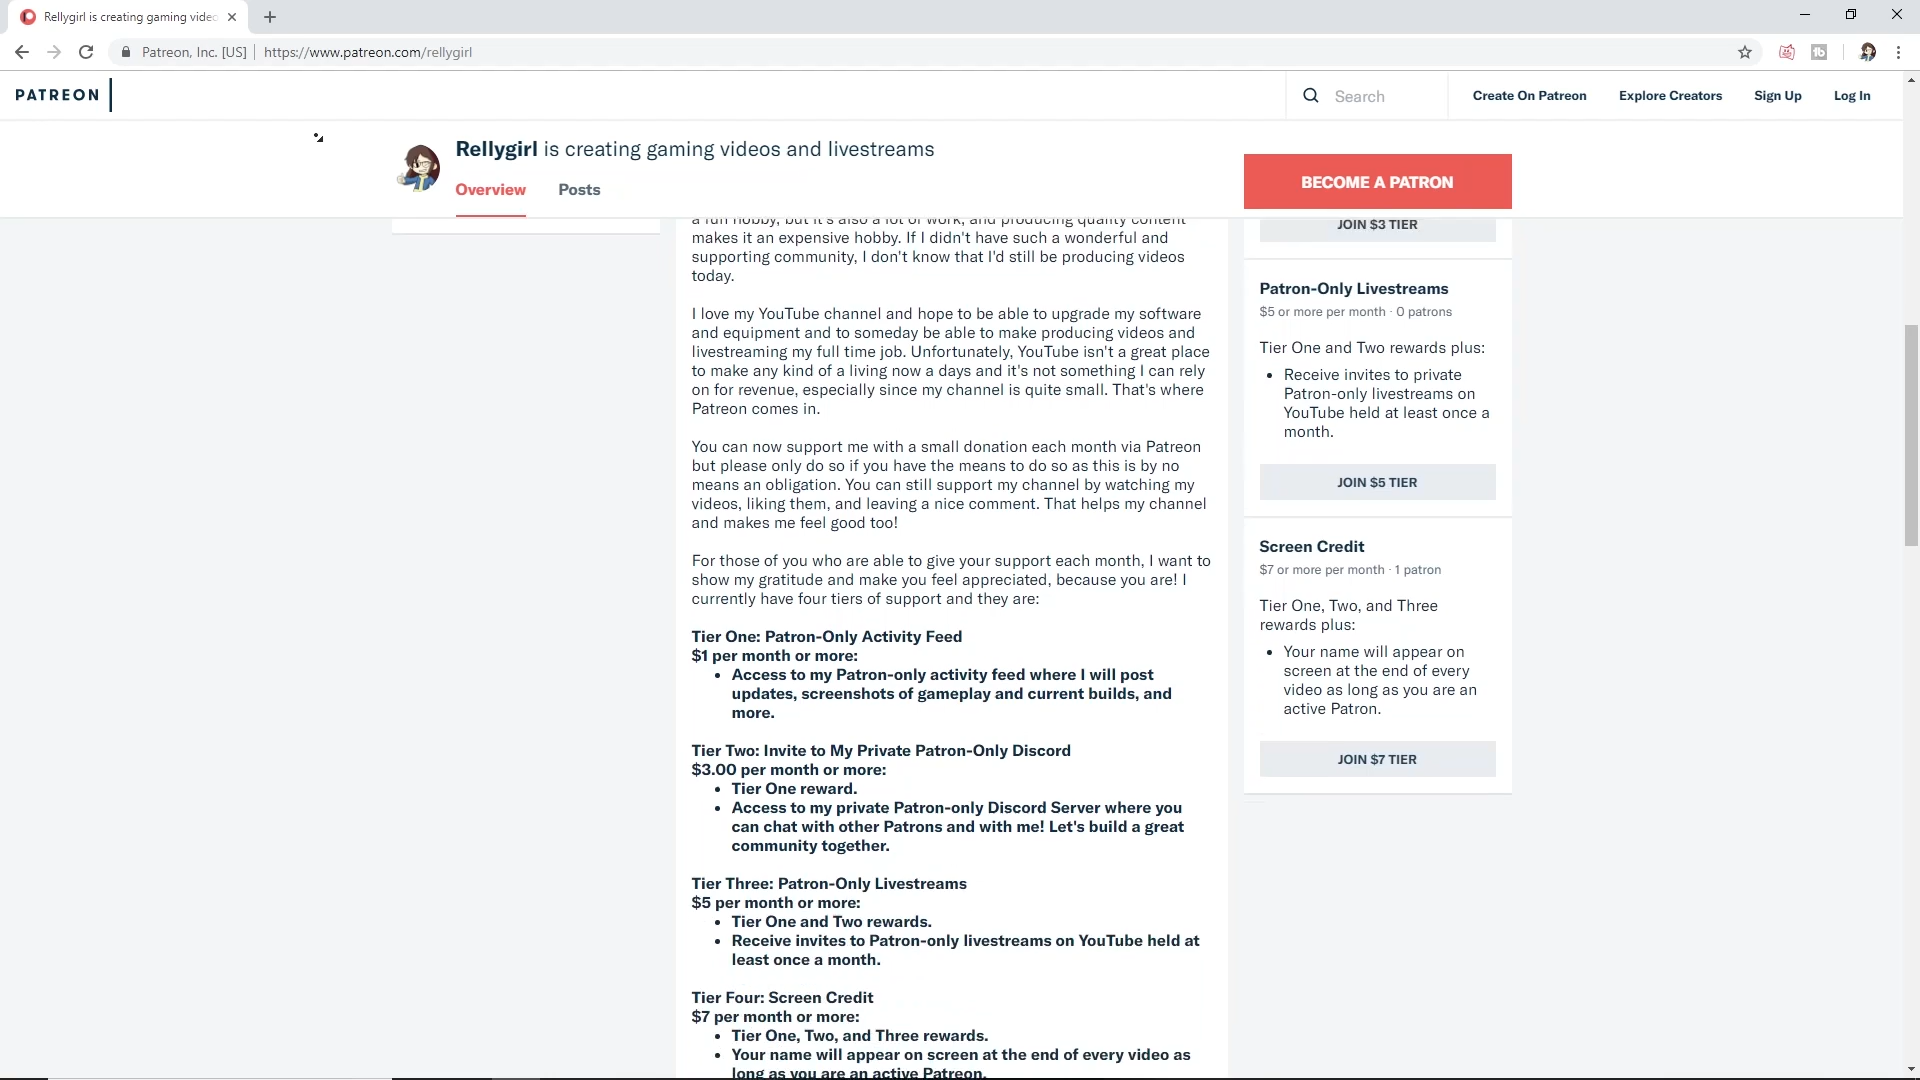 Rellygirl is creating gaming videc
Patreon, Inc. [US] https://www.patreon.com/rellygirl
PATREON
Search
Create On Patreon
Explore Creators
Sign Up
Log In
Rellygirl is creating gaming videos and livestreams
Overview
Posts
BECOME A PATRON
a fun hobby, but it's also a lot of work, and producing quality content
makes it an expensive hobby. If I didn't have such a wonderful and
supporting community, I don't know that I'd still be producing videos
today.
I love my YouTube channel and hope to be able to upgrade my software
and equipment and to someday be able to make producing videos and
livestreaming my full time job. Unfortunately, YouTube isn't a great place
to make any kind of a living now a days and it's not something I can rely
on for revenue, especially since my channel is quite small. That's where
Patreon comes in.
You can now support me with a small donation each month via Patreon
but please only do so if you have the means to do so as this is by no
means an obligation. You can still support my channel by watching my
videos, liking them, and leaving a nice comment. That helps my channel
and makes me feel good too!
For those of you who are able to give your support each month, I want to
show my gratitude and make you feel appreciated, because you are! I
currently have four tiers of support and they are:
Tier One: Patron-Only Activity Feed
$1 per month or more:
• Access to my Patron-only activity feed where I will post
updates, screenshots of gameplay and current builds, and
more.
Tier Two: Invite to My Private Patron-Only Discord
$3.00 per month or more:
• Tier One reward.
• Access to my private Patron-only Discord Server where you
can chat with other Patrons and with me! Let's build a great
community together.
Tier Three: Patron-Only Livestreams
$5 per month or more:
• Tier One and Two rewards.
• Receive invites to Patron-only livestreams on YouTube held at
least once a month.
Tier Four: Screen Credit
$7 per month or more:
• Tier One, Two, and Three rewards.
• Your name will appear on screen at the end of every video as
long as you are an active Patron.
JOIN $3 TIER
Patron-Only Livestreams
$5 or more per month · 0 patrons
Tier One and Two rewards plus:
• Receive invites to private
Patron-only livestreams on
YouTube held at least once a
month.
JOIN $5 TIER
Screen Credit
$7 or more per month · 1 patron
Tier One, Two, and Three
rewards plus:
• Your name will appear on
screen at the end of every
video as long as you are an
active Patron.
JOIN $7 TIER